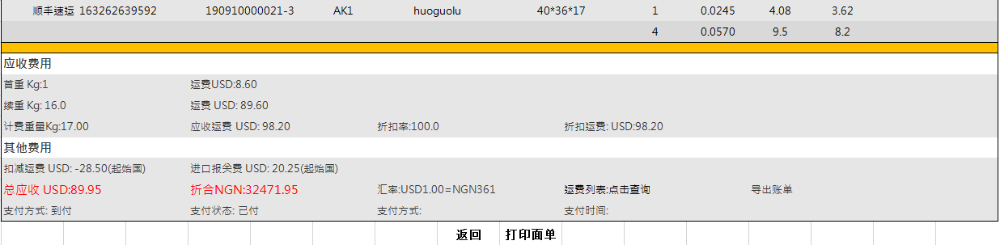 顺丰速运 163262639592 190910000021-3 AK1 huoguolu 40*36*17 1 0.0245 4.08 3.62
4 0.0570 9.5 8.2
应收费用
首重 Kg:1 运费USD:8.60
续重 Kg: 16.0 运费 USD: 89.60
计费重量Kg:17.00 应收运费 USD: 98.20 折扣率:100.0 折扣运费: USD:98.20
其他费用
扣减运费 USD: -28.50(起始国) 进口报关费 USD: 20.25(起始国)
总应收 USD:89.95 折合NGN:32471.95 汇率:USD1.00=NGN361 运费列表:点击查询 导出账单
支付方式: 到付 支付状态: 已付 支付方式: 支付时间:
返回 打印面单